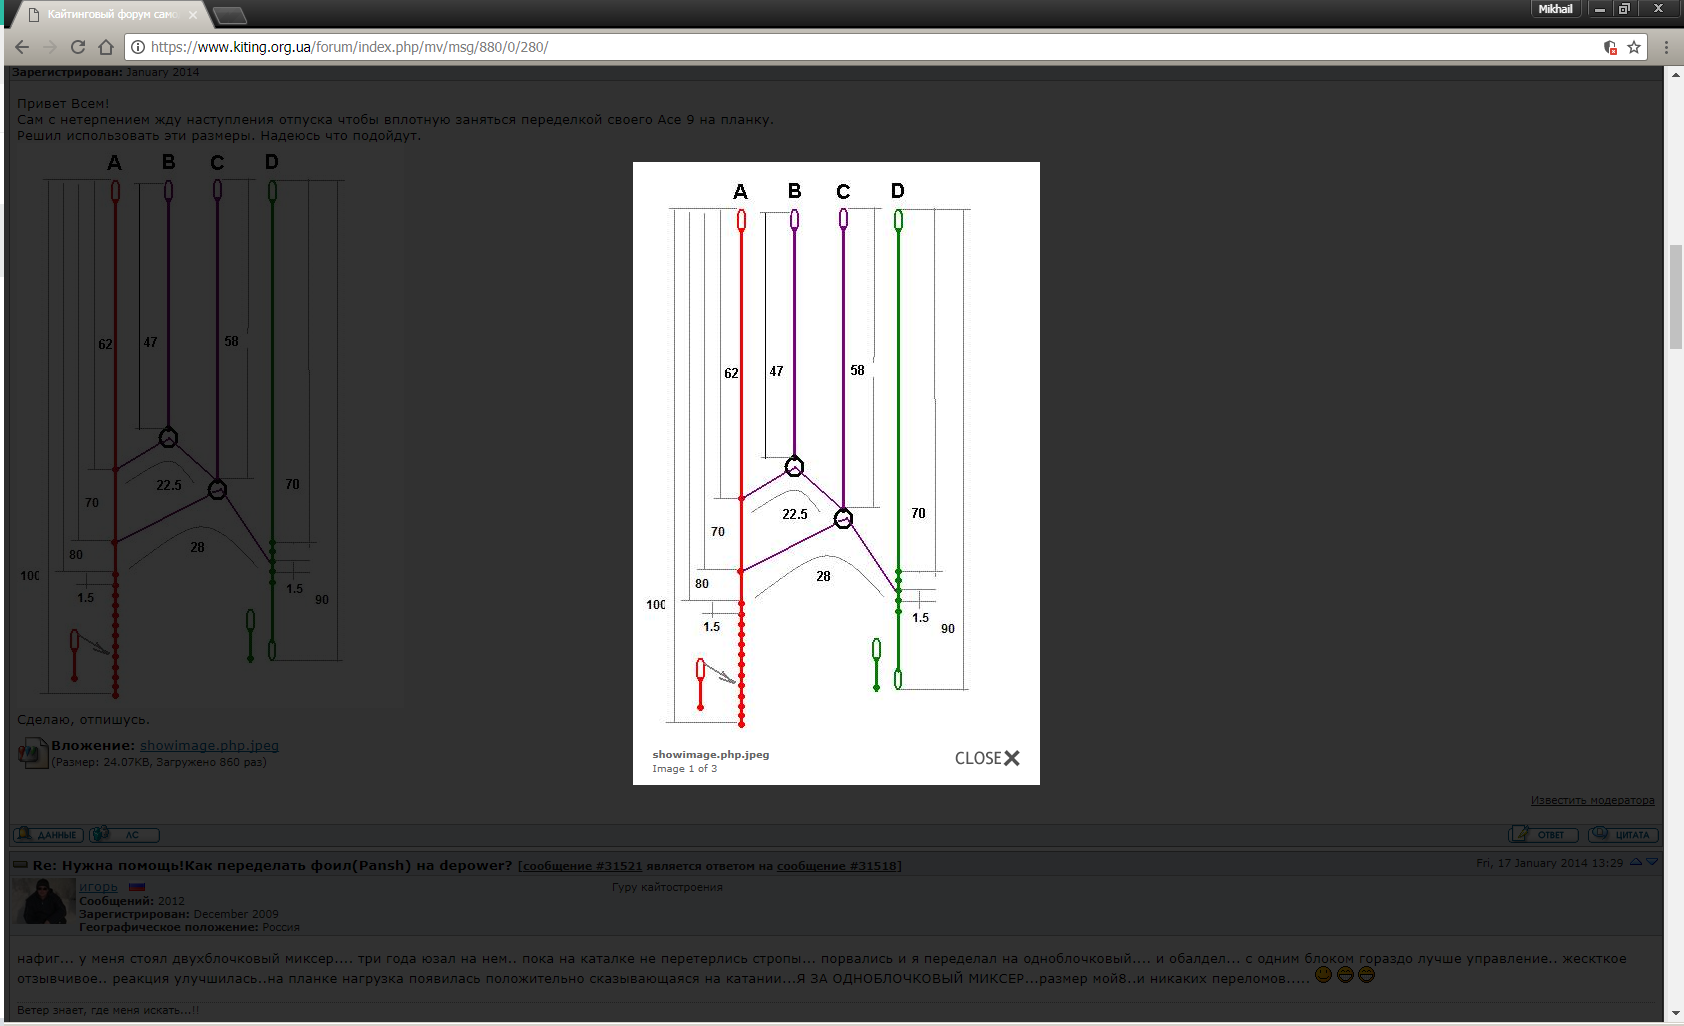 Кайтинговый форум само
Mikhail
https://www.kiting.org.ua/forum/index.php/mv/msg/880/0/280/
Зарегистрирован: January 2014
Привет Всем!
Сам с нетерпением жду наступления отпуска чтобы вплотную заняться переделкой своего Ace 9 на планку.
Решил использовать эти размеры. Надеюсь что подойдут.
A B C D
62 47 58
22.5
70
70
28
80
100
1.5
1.5
90
A B C D
62 47 58
22.5
70
70
28
80
100
1.5
1.5
90
showimage.php.jpeg
Image 1 of 3
CLOSE
Сделаю, отпишусь.
Вложение: showimage.php.jpeg
(Размер: 24.07KB, Загружено 860 раз)
Известить модератора
ДАННЫЕ ЛС ОТВЕТ ЦИТАТА
Re: Нужна помощь!Как переделать фоил(Pansh) на depower? [сообщение #31521 является ответом на сообщение #31518]
Fri, 17 January 2014 13:29
игорь
Сообщений: 2012
Зарегистрирован: December 2009
Географическое положение: Россия
Гуру кайтостроения
нафиг... у меня стоял двухблочковый миксер.... три года юзал на нем.. пока на каталке не перетерлись стропы... порвались и я переделал на одноблочковый.... и обалдел... с одним блоком гораздо лучше управление.. жесткткое
отзывчивое.. реакция улучшилась..на планке нагрузка появилась положительно сказывающаяся на катании...Я ЗА ОДНОБЛОЧКОВЫЙ МИКСЕР...размер мой8..и никаких переломов.....
Ветер знает, где меня искать...!!